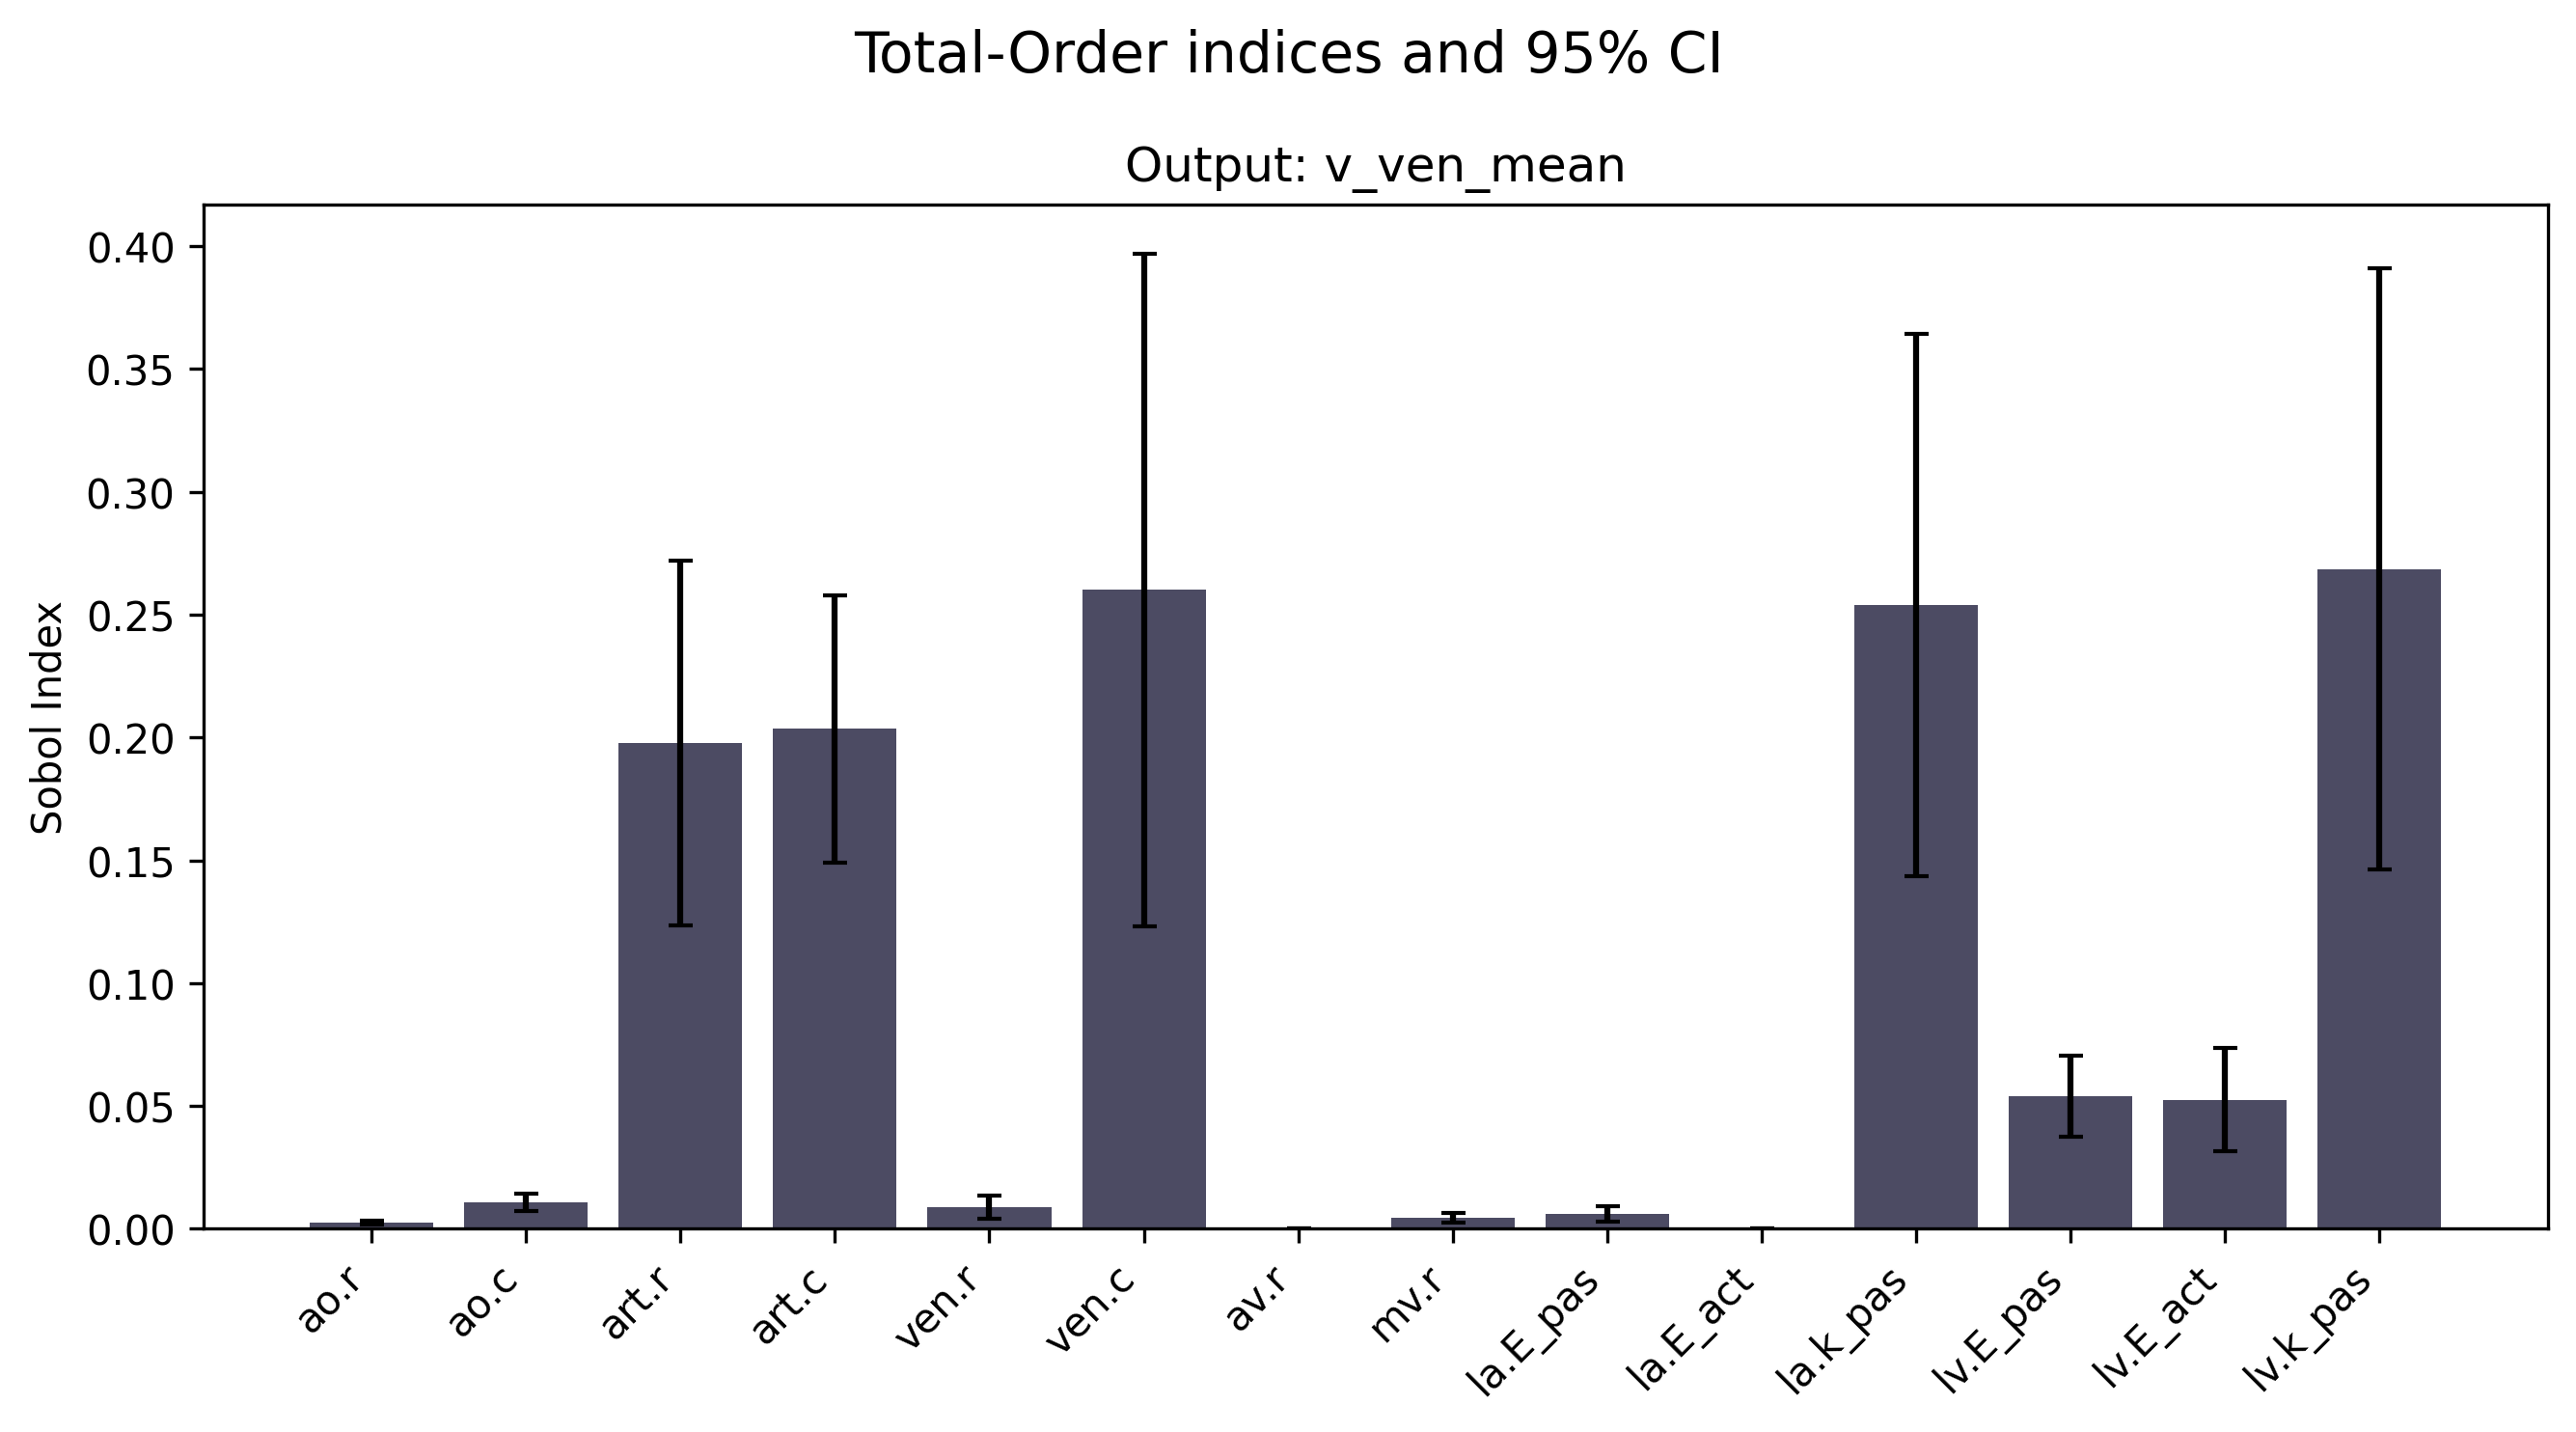 Total-Order indices and 95% CI
Output: v_ven_mean
Sobol Index
0.40
0.35
0.30
0.25
0.20
0.15
0.10
0.05
0.00
ao.r
ao.c
art.r
art.c
ven.r
ven.c
av.r
mv.r
la.E_pas
la.E_act
la.k_pas
lv.E_pas
lv.E_act
lv.k_pas